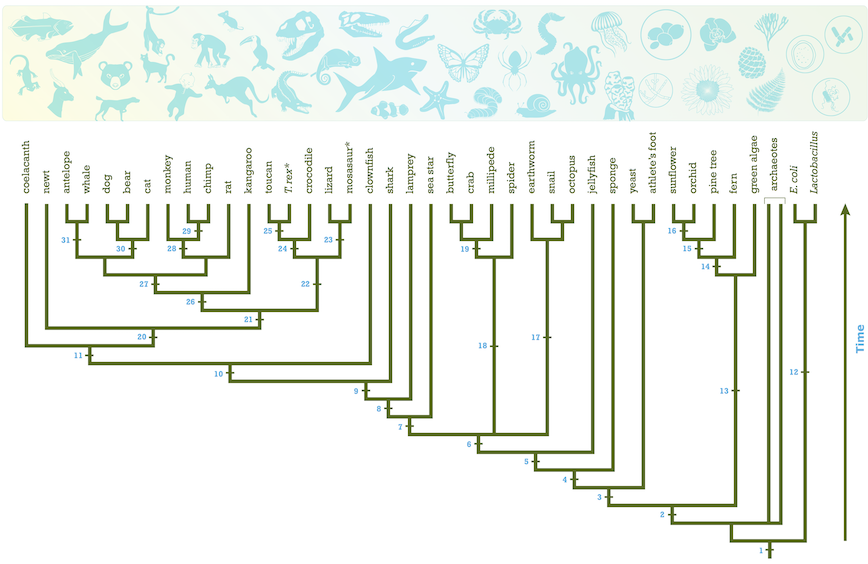 coelacanth
newt
antelope
whale
dog
bear
cat
monkey
human
chimp
rat
kangaroo
toucan
T.rex*
crocodile
lizard
mosasaur*
clownfish
shark
lamprey
sea star
butterfly
crab
millipede
spider
earthworm
snail
octopus
jellyfish
sponge
yeast
athlete's foot
sunflower
orchid
pine tree
fern
green algae
archaeotes
E. coli
Lactobacillus
16
25
29
31
30
28
24
23
19
15
14
27
22
26
21
20
17
18
11
10
12
9
13
8
7
6
5
4
3
2
1
Time